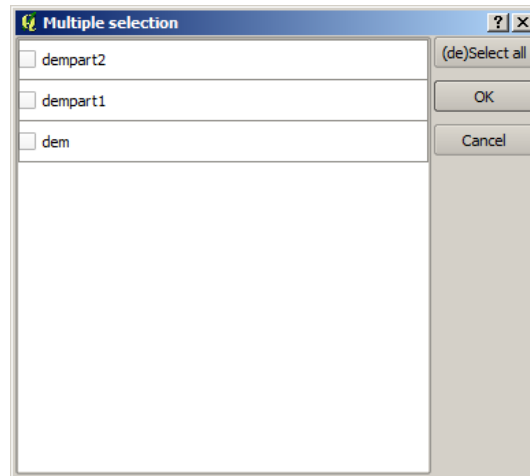 Multiple selection
dempart2
dempart1
dem
(de)Select all
OK
Cancel